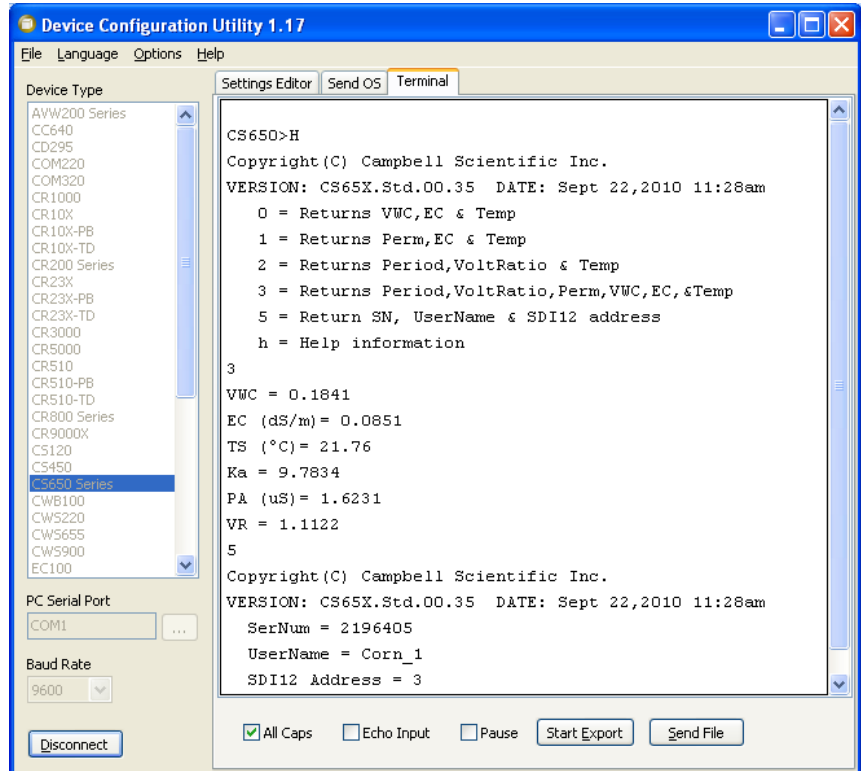 Device Configuration Utility 1.17
File Language Options Help
Device Type
AVW200 Series
CC640
CD295
COM220
COM320
CR1000
CR10X
CR10X-PB
CR10X-TD
CR200 Series
CR23X
CR23X-PB
CR23X-TD
CR3000
CR5000
CR510
CR510-PB
CR510-TD
CR800 Series
CR9000X
CS120
CS450
CS650 Series
CWB100
CWS220
CWS655
CWS900
EC100
PC Serial Port
COM1
...
Baud Rate
9600
Disconnect
Settings Editor Send OS Terminal
CS650>H
Copyright(C) Campbell Scientific Inc.
VERSION: CS65X.Std.00.35 DATE: Sept 22,2010 11:28am
0 = Returns VWC,EC & Temp
1 = Returns Perm,EC & Temp
2 = Returns Period,VoltRatio & Temp
3 = Returns Period,VoltRatio,Perm,VWC,EC,&Temp
5 = Return SN, UserName & SDI12 address
h = Help information
3
VWC = 0.1841
EC (dS/m)= 0.0851
TS (°C)= 21.76
Ka = 9.7834
PA (uS)= 1.6231
VR = 1.1122
5
Copyright(C) Campbell Scientific Inc.
VERSION: CS65X.Std.00.35 DATE: Sept 22,2010 11:28am
SerNum = 2196405
UserName = Corn_1
SDI12 Address = 3
All Caps Echo Input Pause Start Export Send File